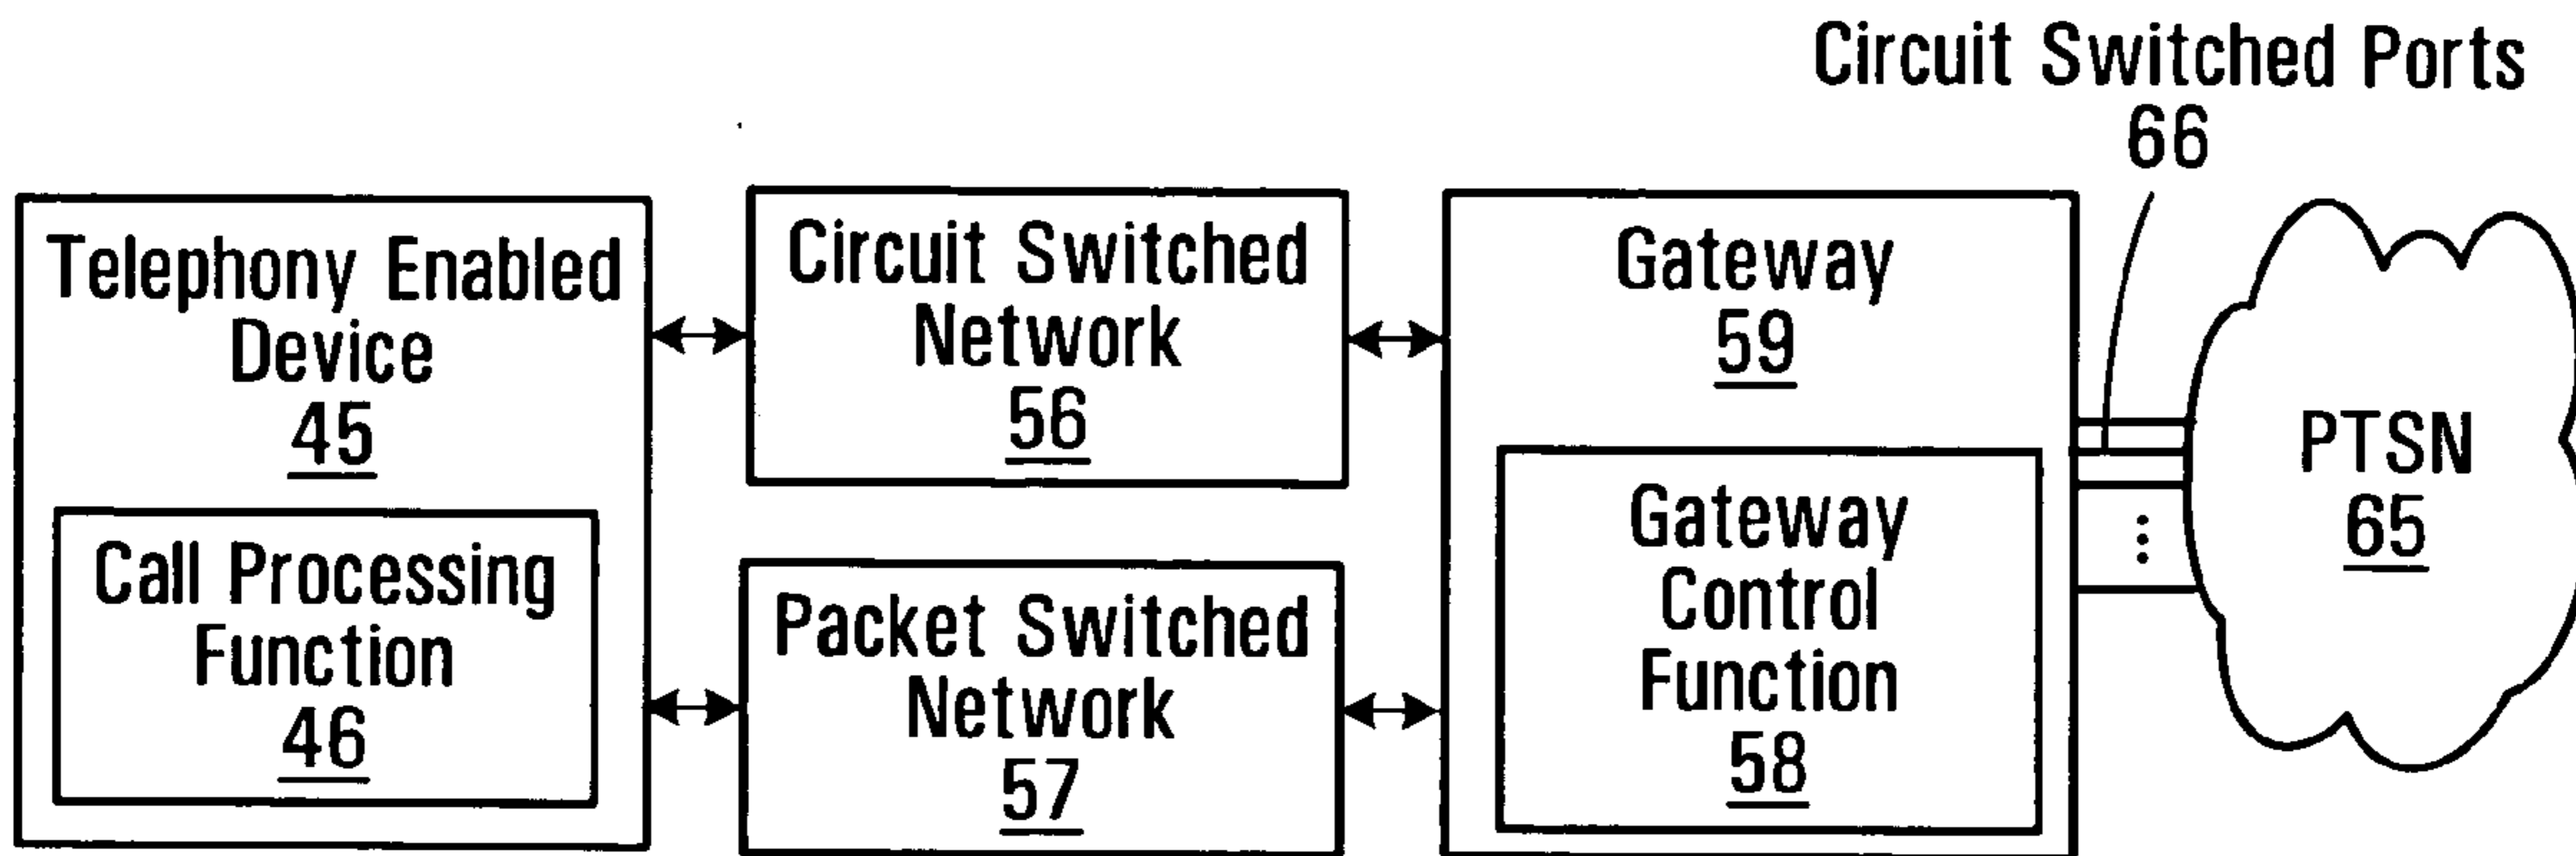 Circuit Switched Ports
66
Telephony Enabled
Device
45
Call Processing
Function
46
Circuit Switched
Network
56
Packet Switched
Network
57
Gateway
59
Gateway
Control
Function
58
PTSN
65